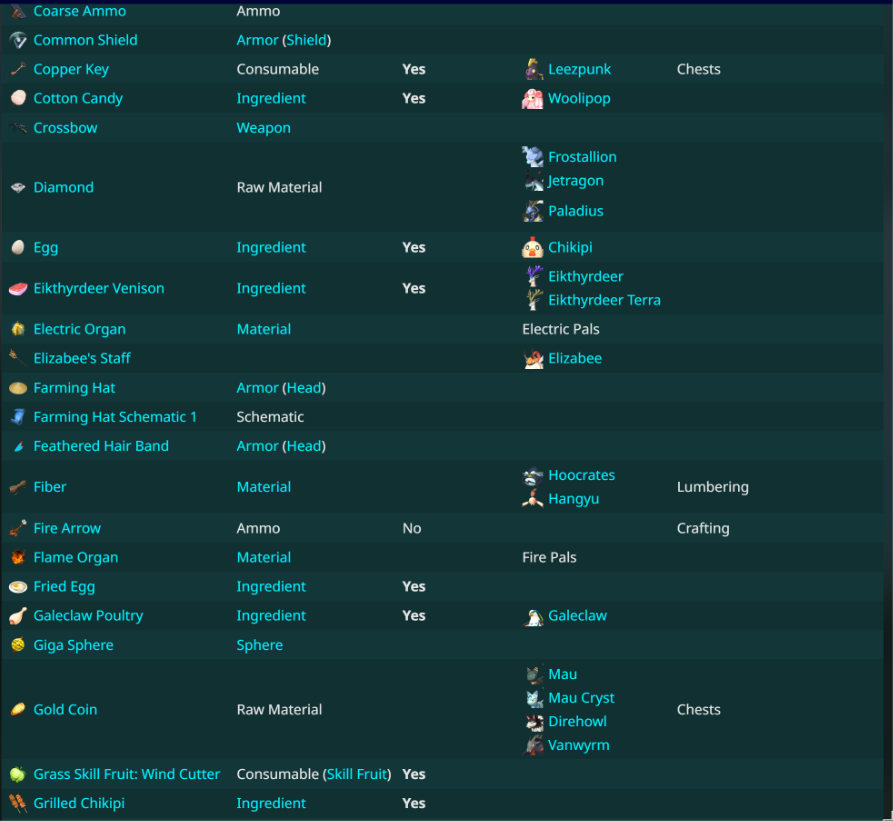 Coarse Ammo Ammo
Common Shield Armor (Shield)
Copper Key Consumable Yes Leezpunk Chests
Cotton Candy Ingredient Yes Woolipop
Crossbow Weapon
Frostallion
Jetragon
Diamond Raw Material
Paladius
Egg Ingredient Yes Chikipi
Eikthyrdeer
Eikthyrdeer Venison Ingredient Yes
Eikthyrdeer Terra
Electric Organ Material Electric Pals
Elizabee's Staff Elizabee
Farming Hat Armor (Head)
Farming Hat Schematic 1 Schematic
Feathered Hair Band Armor (Head)
Hoocrates
Fiber Material Lumbering
Hangyu
Fire Arrow Ammo No Crafting
Flame Organ Material Fire Pals
Fried Egg Ingredient Yes
Galeclaw Poultry Ingredient Yes Galeclaw
Giga Sphere Sphere
Mau
Mau Cryst
Gold Coin Raw Material Chests
Direhowl
Vanwyrm
Grass Skill Fruit: Wind Cutter Consumable (Skill Fruit) Yes
Grilled Chikipi Ingredient Yes